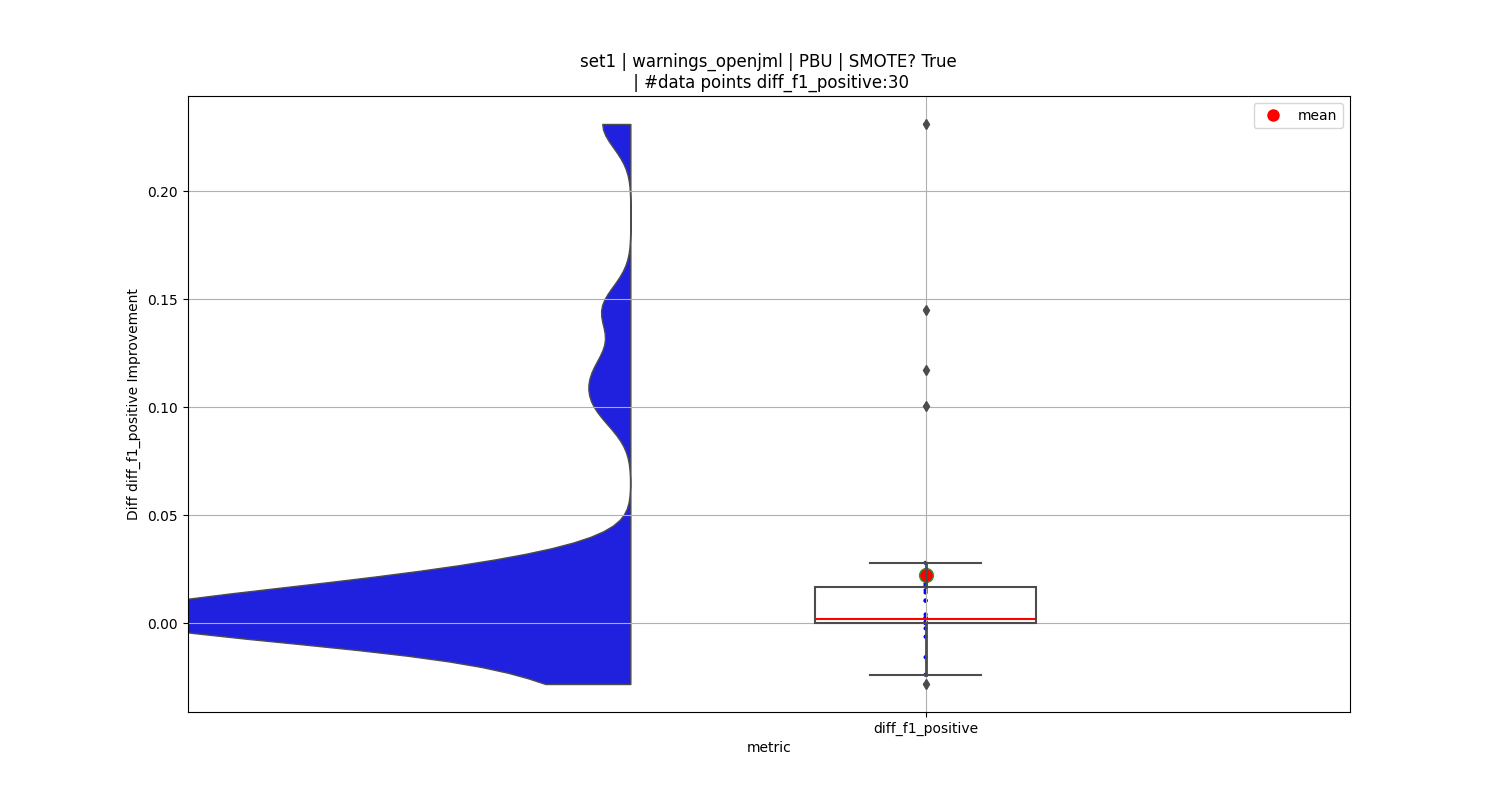 set1 | warnings_openjml | PBU | SMOTE? True
| #data points diff_f1_positive:30
mean
0.20
0.15
0.10
0.05
0.00
Diff diff_f1_positive Improvement
diff_f1_positive
metric